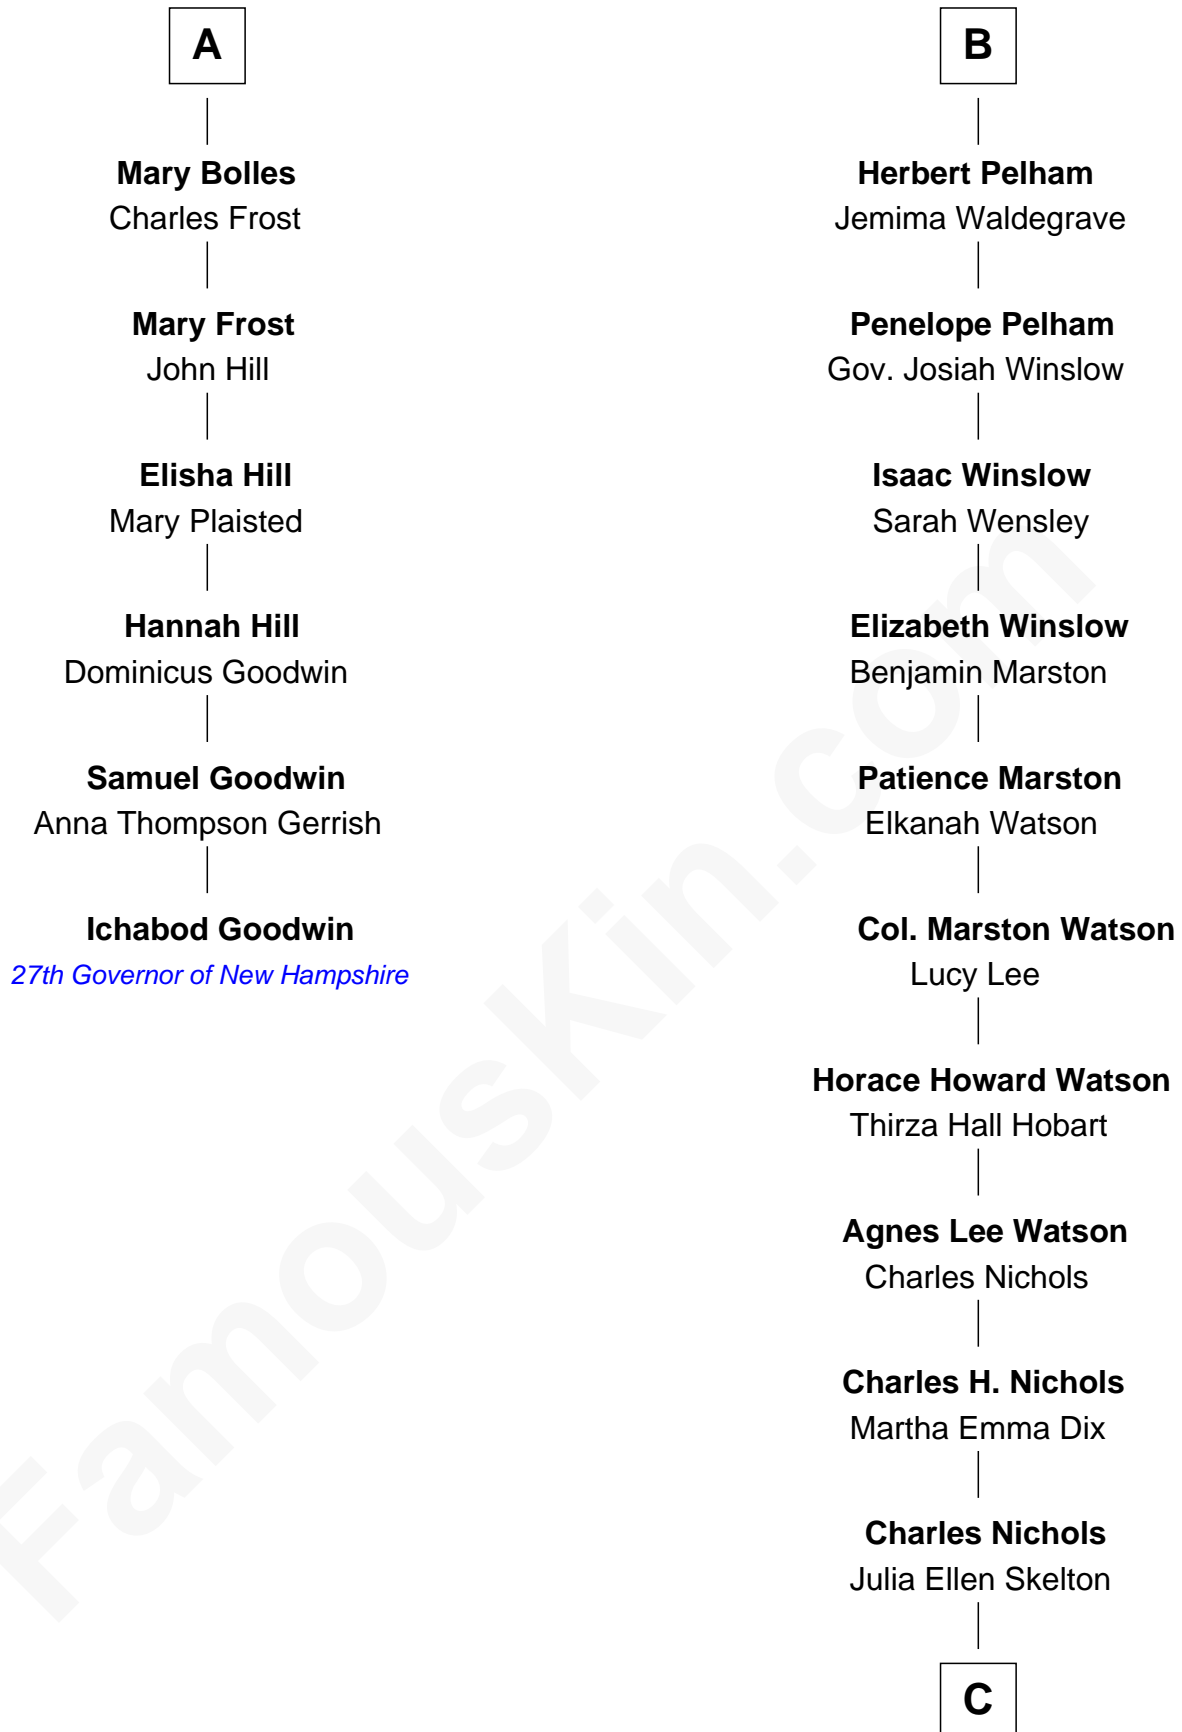 A
Mary Bolles
Charles Frost
Mary Frost
John Hill
Elisha Hill
Mary Plaisted
Hannah Hill
Dominicus Goodwin
Samuel Goodwin
Anna Thompson Gerrish
Ichabod Goodwin
27th Governor of New Hampshire
B
Herbert Pelham
Jemima Waldegrave
Penelope Pelham
Gov. Josiah Winslow
Isaac Winslow
Sarah Wensley
Elizabeth Winslow
Benjamin Marston
Patience Marston
Elkanah Watson
Col. Marston Watson
Lucy Lee
Horace Howard Watson
Thirza Hall Hobart
Agnes Lee Watson
Charles Nichols
Charles H. Nichols
Martha Emma Dix
Charles Nichols
Julia Ellen Skelton
C
FamousKin.com